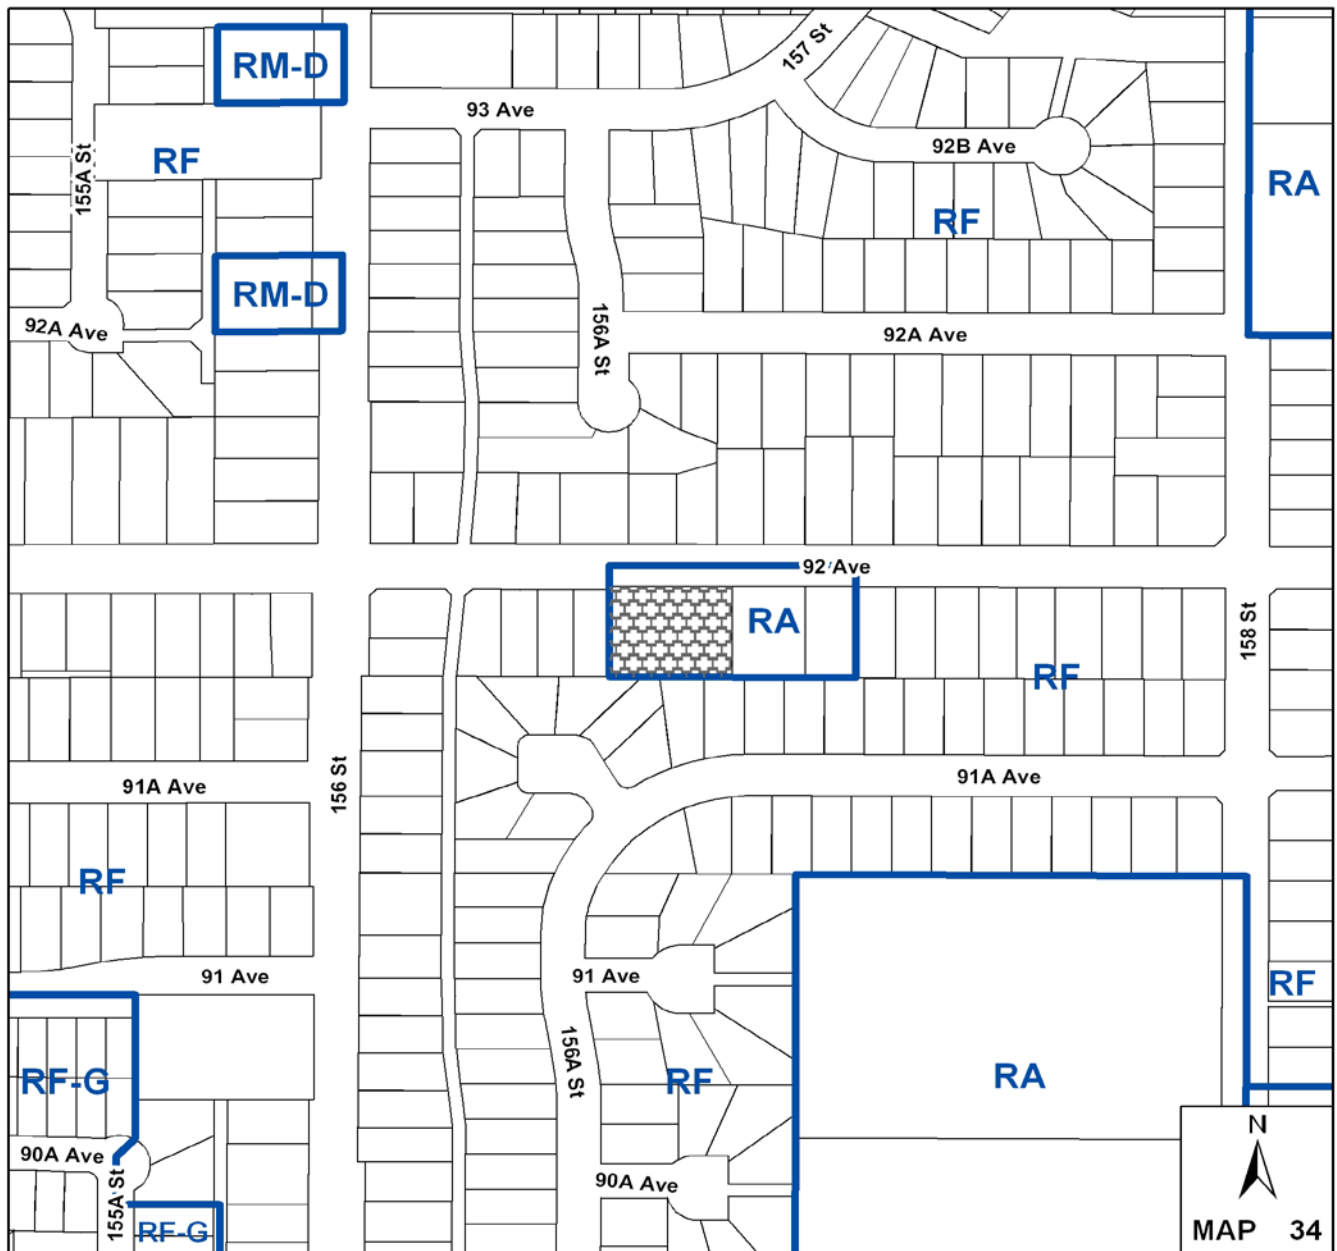 157 St
RM-D
93 Ave
92B Ave
155A St
RF
RA
RF
RM-D
92A Ave
156A St
92A Ave
92 Ave
RA
158 St
RF
156 St
91A Ave
91A Ave
RF
91 Ave
91 Ave
RF
156A St
RF-G
RF
RA
N
90A Ave
155A St
90A Ave
RF-G
MAP 34